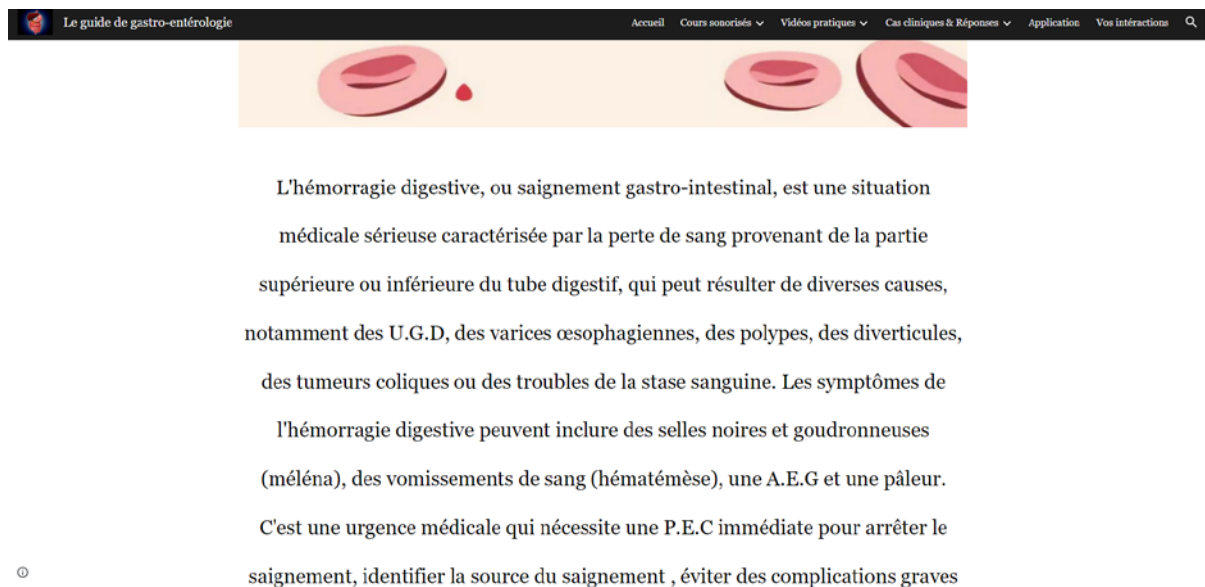 Le guide de gastro-entérologie
Accueil Cours sonorisés Vidéos pratiques Cas cliniques & Réponses Application Vos intéractions
L'hémorragie digestive, ou saignement gastro-intestinal, est une situation
médicale sérieuse caractérisée par la perte de sang provenant de la partie
supérieure ou inférieure du tube digestif, qui peut résulter de diverses causes,
notamment des U.G.D, des varices œsophagiennes, des polypes, des diverticules,
des tumeurs coliques ou des troubles de la stase sanguine. Les symptômes de
l'hémorragie digestive peuvent inclure des selles noires et goudronneuses
(méléna), des vomissements de sang (hématémèse), une A.E.G et une pâleur.
C'est une urgence médicale qui nécessite une P.E.C immédiate pour arrêter le
saignement, identifier la source du saignement , éviter des complications graves